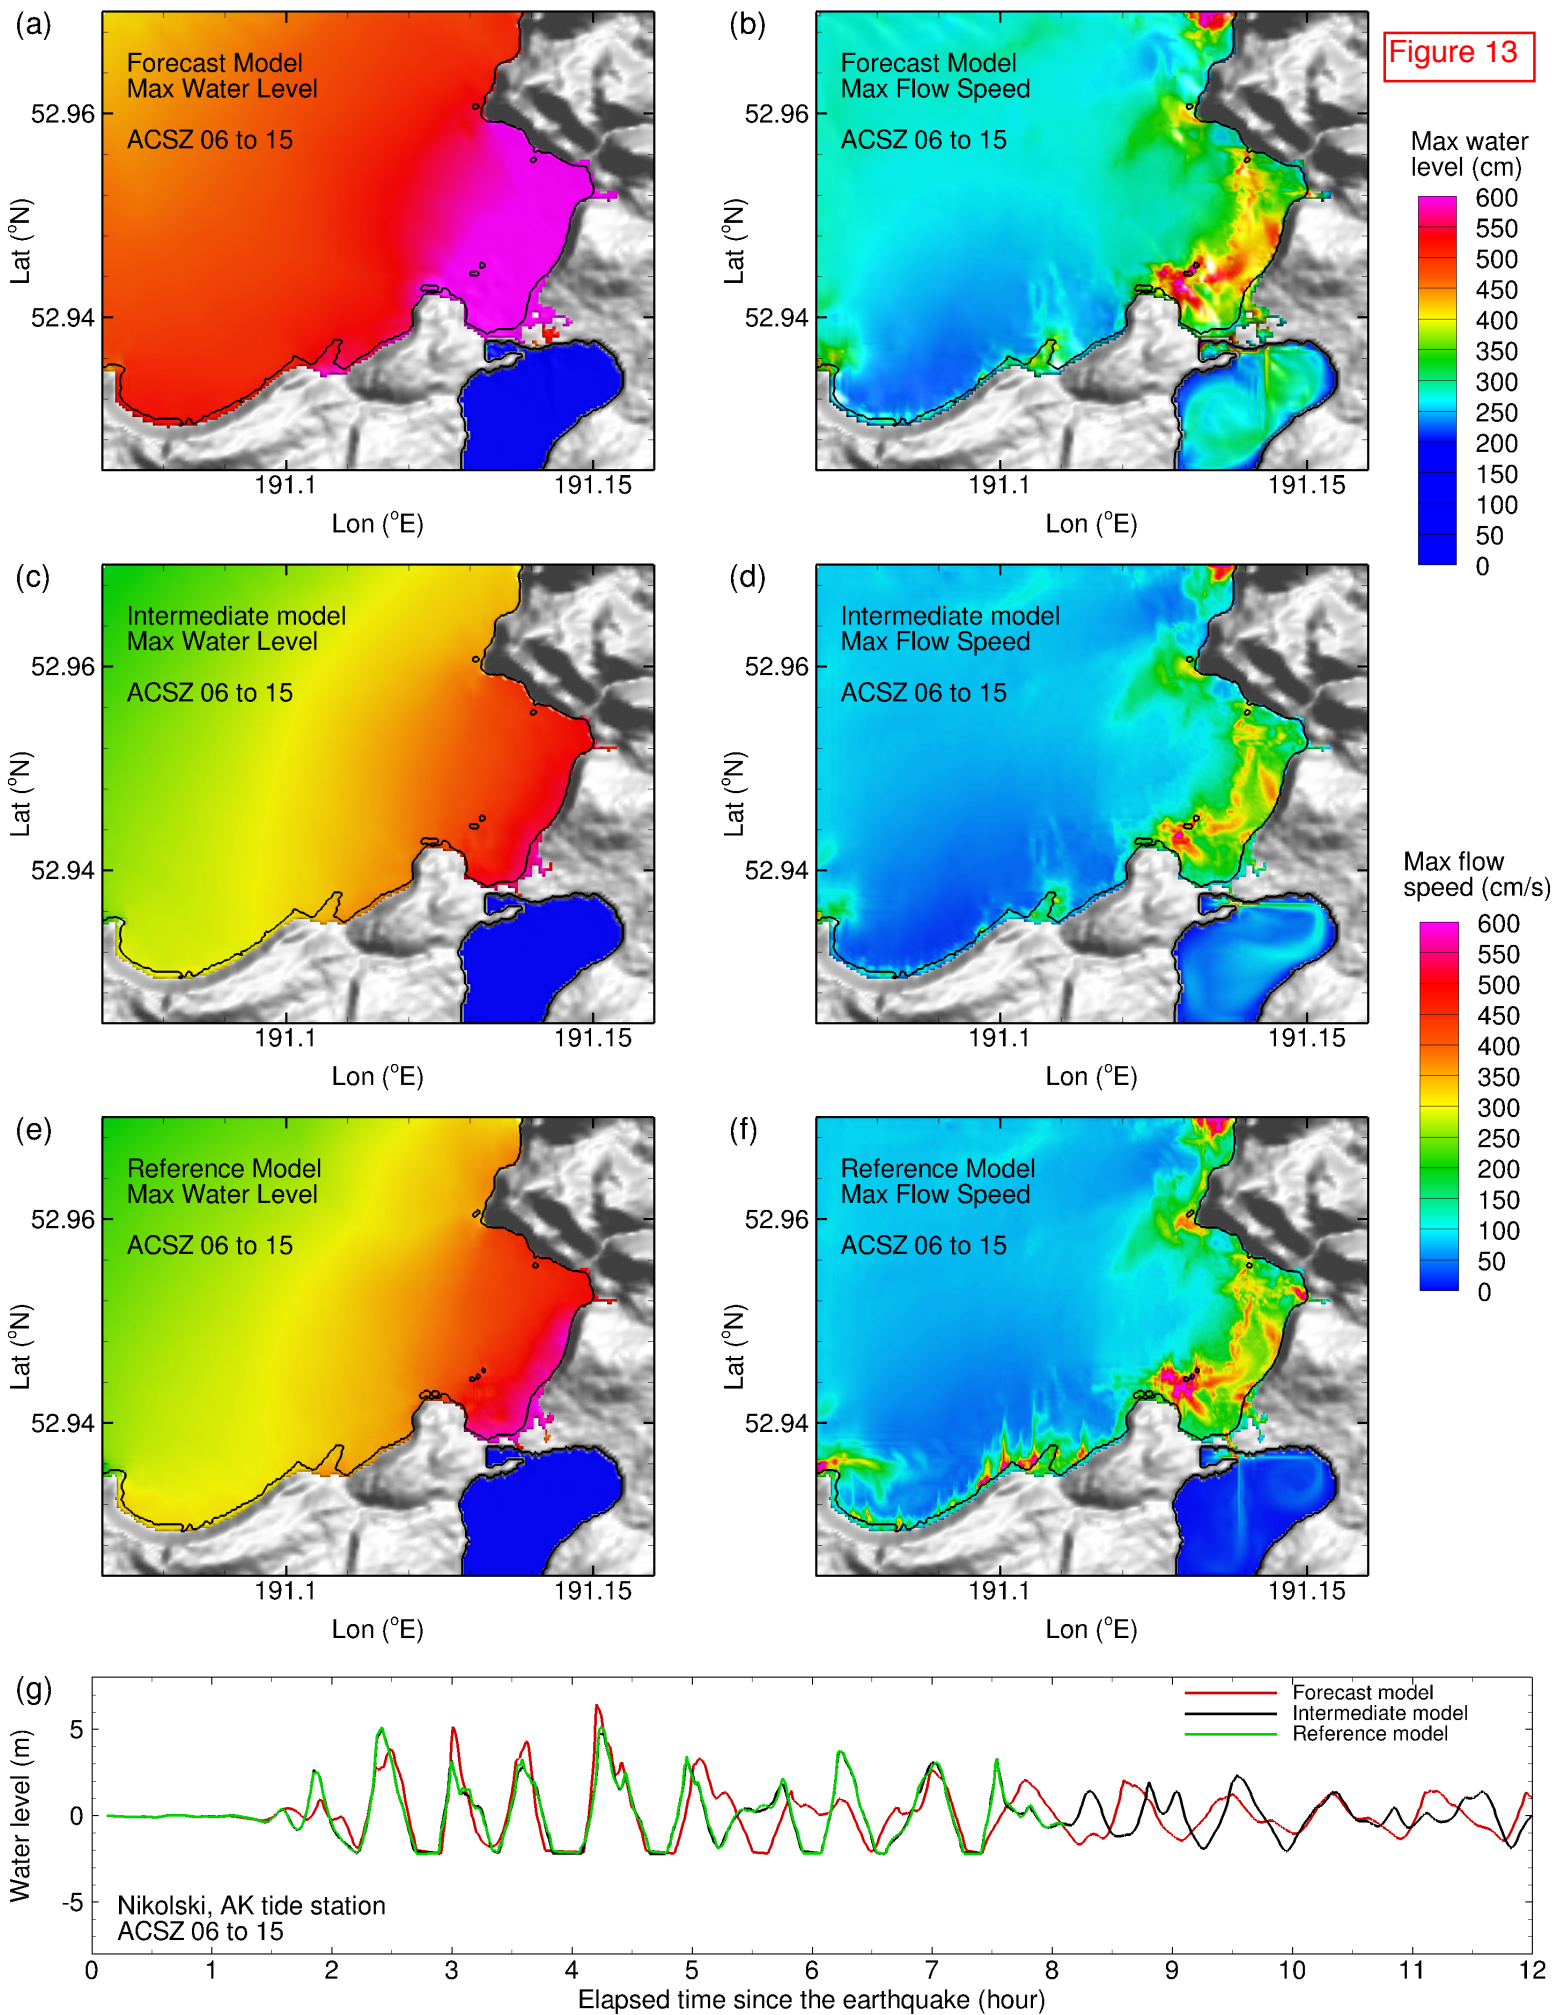 (a)
Forecast Model
Max Water Level
ACSZ 06 to 15
52.96
52.94
Lat (°N)
191.1
191.15
Lon (°E)
(b)
Forecast Model
Max Flow Speed
ACSZ 06 to 15
52.96
52.94
Lat (°N)
191.1
191.15
Lon (°E)
Figure 13
Max water
level (cm)
600
550
500
450
400
350
300
250
200
150
100
50
0
(c)
Intermediate model
Max Water Level
ACSZ 06 to 15
52.96
52.94
Lat (°N)
191.1
191.15
Lon (°E)
(d)
Intermediate model
Max Flow Speed
ACSZ 06 to 15
52.96
52.94
Lat (°N)
191.1
191.15
Lon (°E)
Max flow
speed (cm/s)
600
550
500
450
400
350
300
250
200
150
100
50
0
(e)
Reference Model
Max Water Level
ACSZ 06 to 15
52.96
52.94
Lat (°N)
191.1
191.15
Lon (°E)
(f)
Reference Model
Max Flow Speed
ACSZ 06 to 15
52.96
52.94
Lat (°N)
191.1
191.15
Lon (°E)
(g)
Forecast model
Intermediate model
Reference model
5
0
-5
Water level (m)
Nikolski, AK tide station
ACSZ 06 to 15
0 1 2 3 4 5 6 7 8 9 10 11 12
Elapsed time since the earthquake (hour)